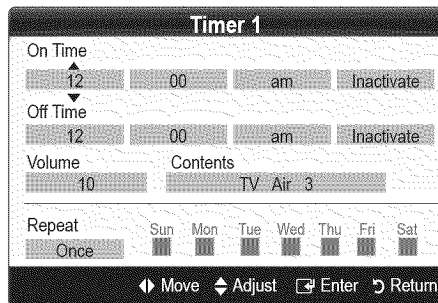 Timer 1
On Time
12 00 am Inactivate
Off Time
12 00 am Inactivate
Volume Contents
10 TV Air 3
Repeat Sun Mon Tue Wed Thu Fri Sat
Once
Move Adjust Enter Return